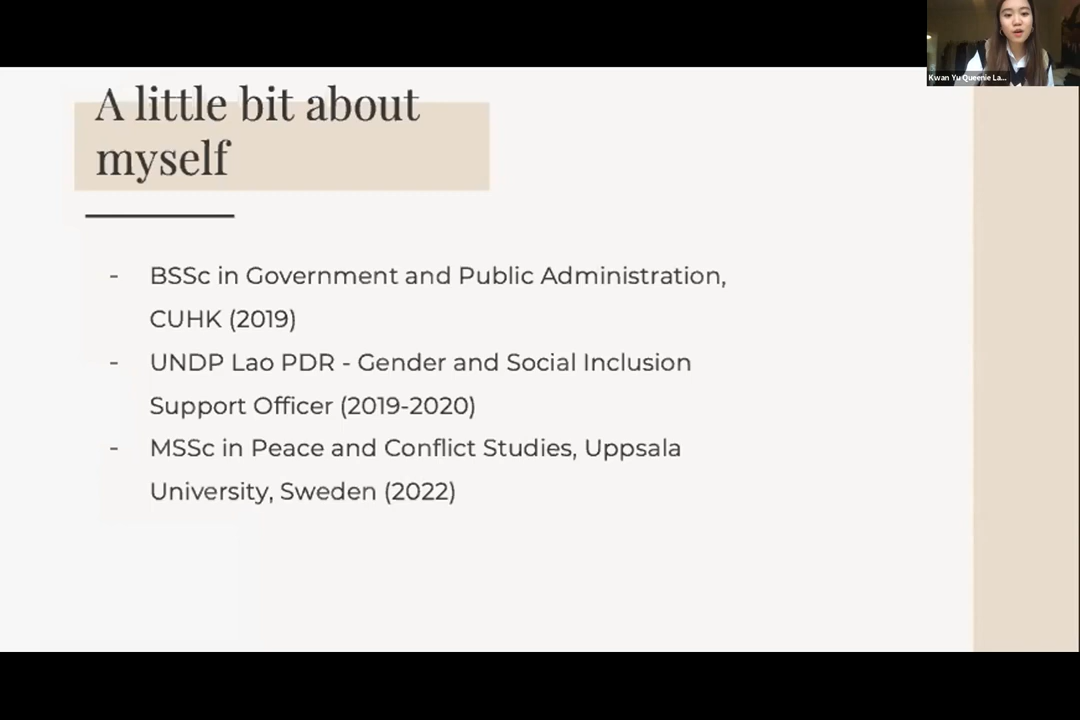 Kwan Yu Queenie La...
A little bit about
myself
- BSSc in Government and Public Administration,
CUHK (2019)
- UNDP Lao PDR - Gender and Social Inclusion
Support Officer (2019-2020)
- MSSc in Peace and Conflict Studies, Uppsala
University, Sweden (2022)